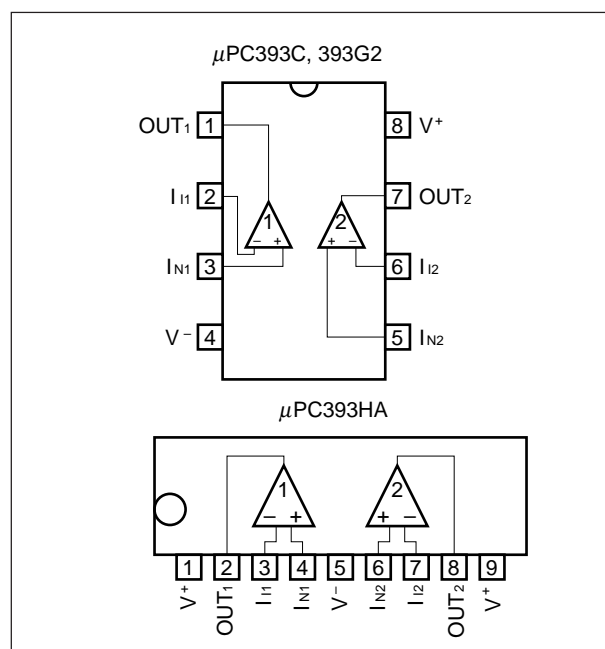 μPC393C, 393G2
OUT1 1 8 V+
II1 2 7 OUT2
1 2
− + + −
IN1 3 6 II2
V− 4 5 IN2
μPC393HA
1 2
− + + −
1 2 3 4 5 6 7 8 9
V+ OUT1 II1 IN1 V− IN2 II2 OUT2 V+